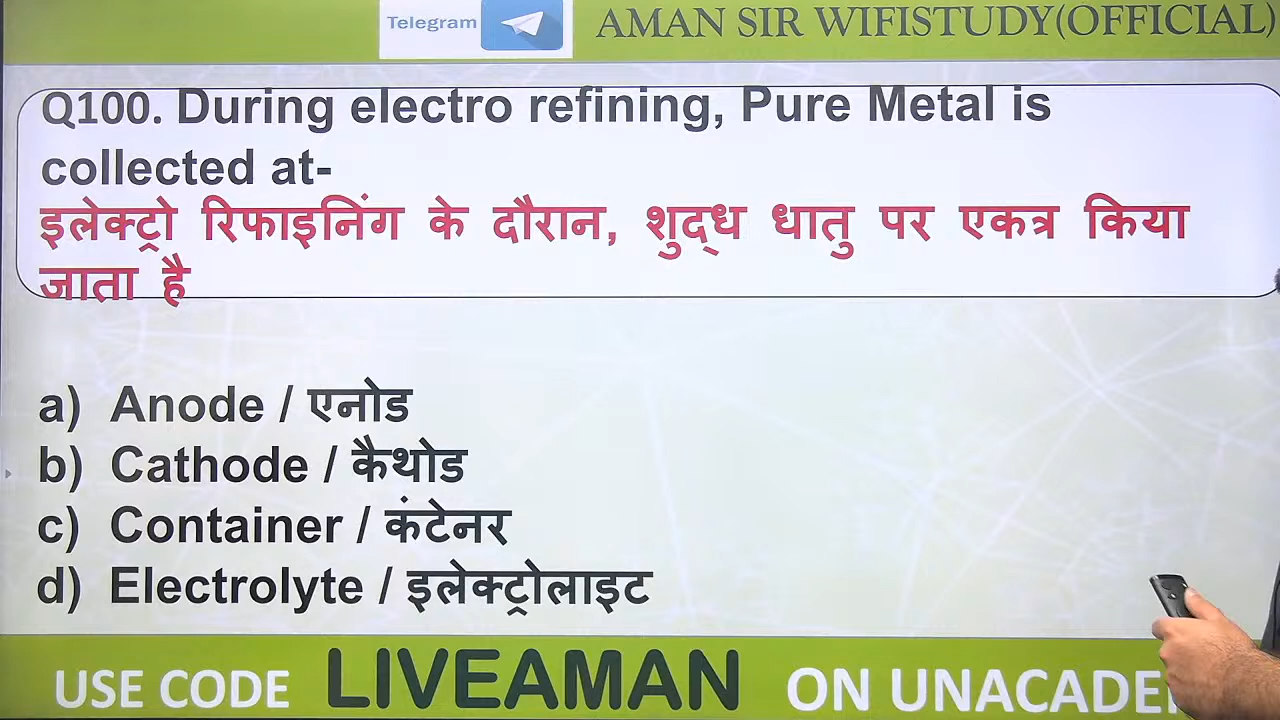 Telegram
AMAN SIR WIFISTUDY(OFFICIAL)
Q100. During electro refining, Pure Metal is
collected at-
इलेक्ट्रो रिफाइनिंग के दौरान, शुद्ध धातु पर एकत्र किया
जाता है
a) Anode / एनोड
b) Cathode / कैथोड
c) Container / कंटेनर
d) Electrolyte / इलेक्ट्रोलाइट
USE CODE LIVEAMAN ON